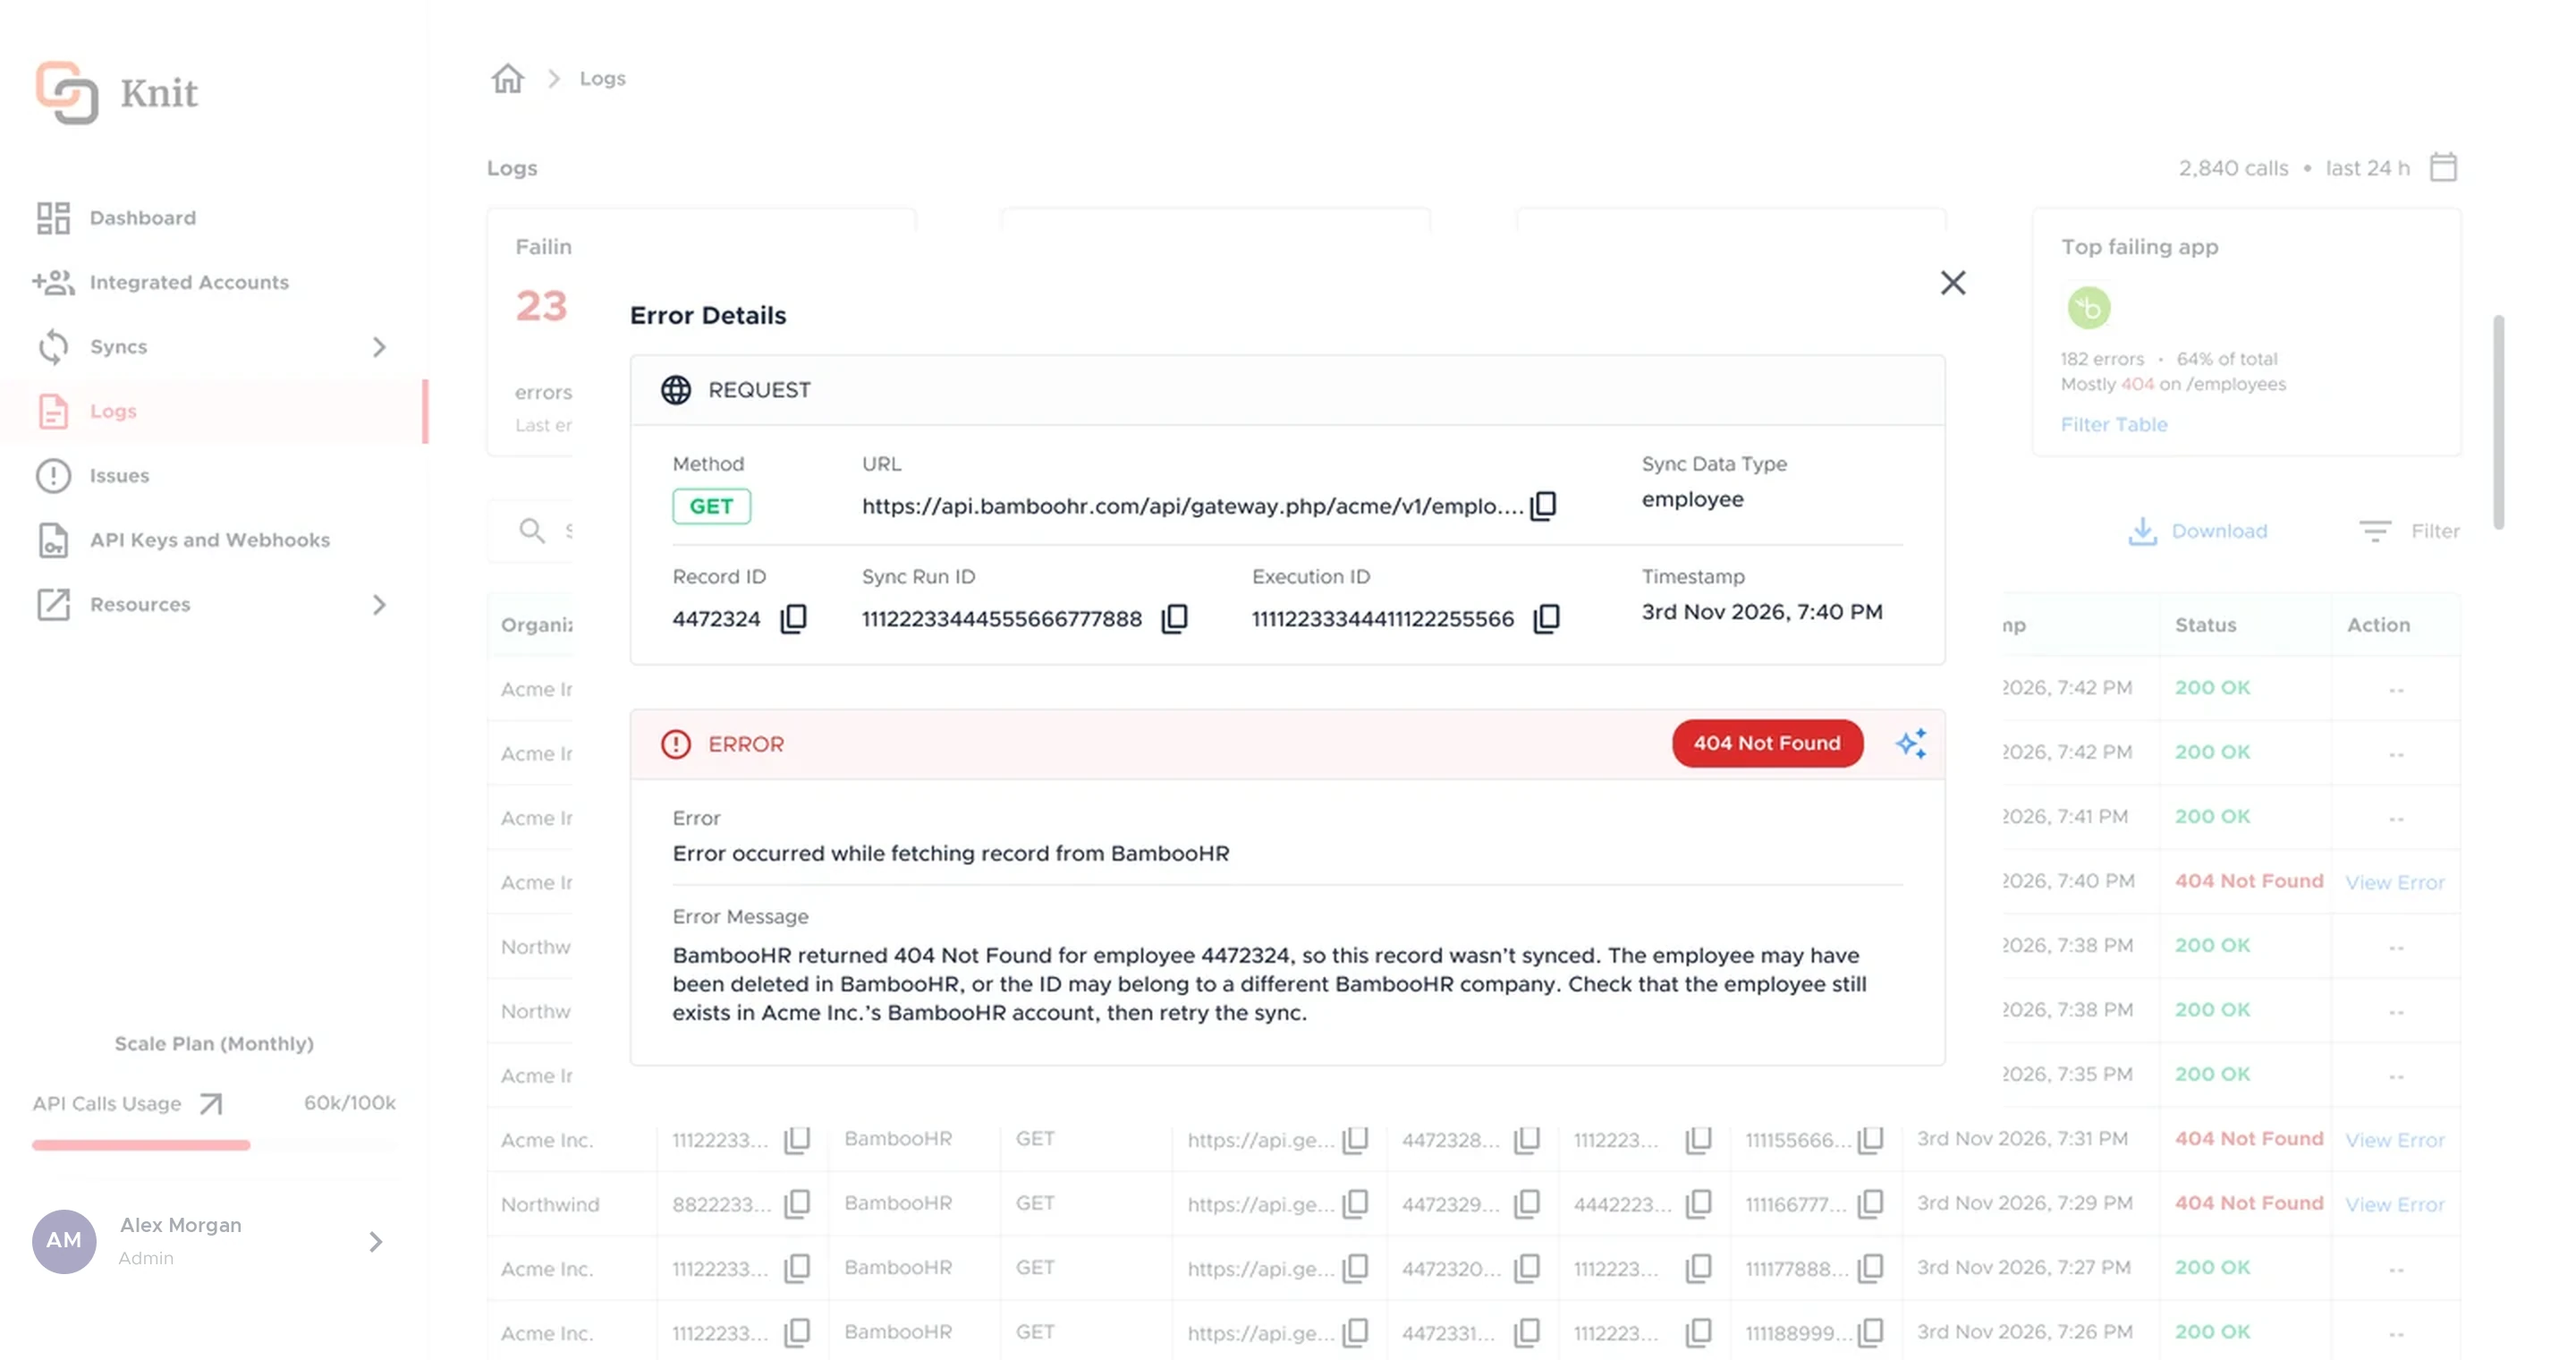 Knit
Dashboard
Integrated Accounts
Syncs
Logs
Issues
API Keys and Webhooks
Resources
Scale Plan (Monthly)
API Calls Usage 60k/100k
AM Alex Morgan
Admin
Logs
Logs
2,840 calls • last 24 h
23
errors
Top failing app
182 errors • 64% of total
Mostly 404 on /employees
Filter Table
Download Filter
Error Details
REQUEST
Method URL Sync Data Type
GET https://api.bamboohr.com/api/gateway.php/acme/v1/emplo.... employee
Record ID Sync Run ID Execution ID Timestamp
4472324 11122233444555666777888 11112233344411122255566 3rd Nov 2026, 7:40 PM
ERROR 404 Not Found
Error
Error occurred while fetching record from BambooHR
Error Message
BambooHR returned 404 Not Found for employee 4472324, so this record wasn't synced. The employee may have
been deleted in BambooHR, or the ID may belong to a different BambooHR company. Check that the employee still
exists in Acme Inc.'s BambooHR account, then retry the sync.
Status Action
Acme 2026, 7:42 PM 200 OK --
Acme 2026, 7:42 PM 200 OK --
Acme 2026, 7:41 PM 200 OK --
Acme 2026, 7:40 PM 404 Not Found View Error
2026, 7:38 PM 200 OK --
2026, 7:38 PM 200 OK --
Acme 2026, 7:35 PM 200 OK --
Acme Inc. 11122233... BambooHR GET https://api.ge... 4472328... 1112223... 111155666... 3rd Nov 2026, 7:31 PM 404 Not Found View Error
Northwind 8822233... BambooHR GET https://api.ge... 4472329... 4442223... 111166777... 3rd Nov 2026, 7:29 PM 404 Not Found View Error
Acme Inc. 11122233... BambooHR GET https://api.ge... 4472320... 1112223... 111177888... 3rd Nov 2026, 7:27 PM 200 OK --
Acme Inc. 11122233... BambooHR GET https://api.ge... 4472331... 1112223... 111188999... 3rd Nov 2026, 7:26 PM 200 OK --